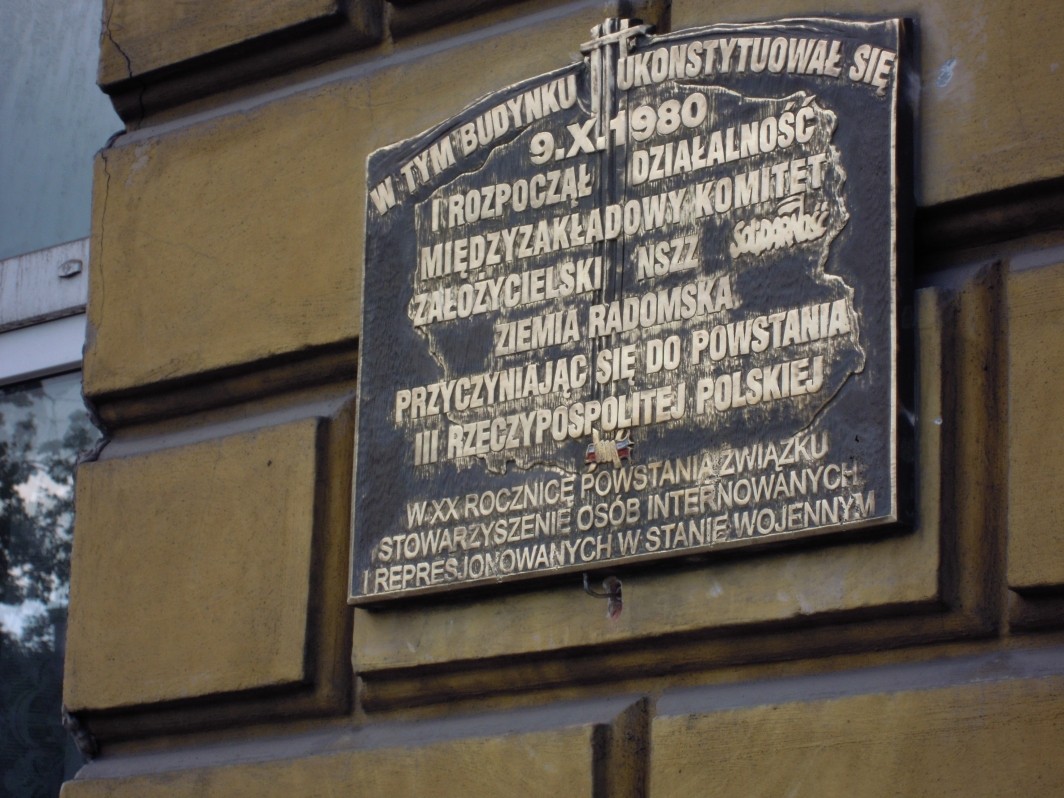 W TYM BUDYNKU UKONSTYTUOWAŁ SIĘ
9.X.1980
I ROZPOCZĄŁ DZIAŁALNOŚĆ
MIĘDZYZAKŁADOWY KOMITET
ZAŁOŻYCIELSKI NSZZ SOLIDARNOŚĆ
ZIEMIA RADOMSKA
PRZYCZYNIAJĄC SIĘ DO POWSTANIA
III RZECZYPOSPOLITEJ POLSKIEJ
W XX ROCZNICĘ POWSTANIA ZWIĄZKU
STOWARZYSZENIE OSÓB INTERNOWANYCH
I REPRESJONOWANYCH W STANIE WOJENNYM